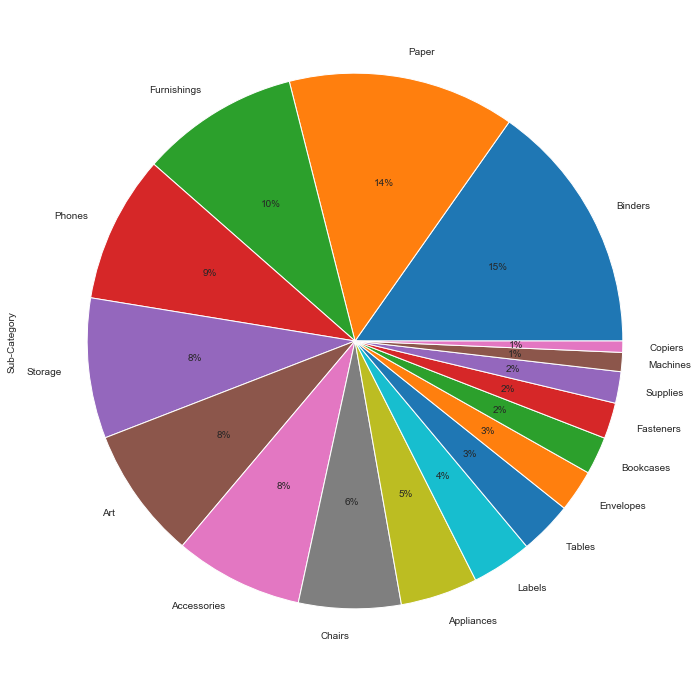 Paper
Furnishings
Binders
Phones
Storage
Art
Accessories
Chairs
Appliances
Labels
Tables
Envelopes
Bookcases
Fasteners
Supplies
Machines
Copiers
Sub-Category
15%
14%
10%
9%
8%
8%
8%
6%
5%
4%
3%
3%
2%
2%
2%
1%
1%